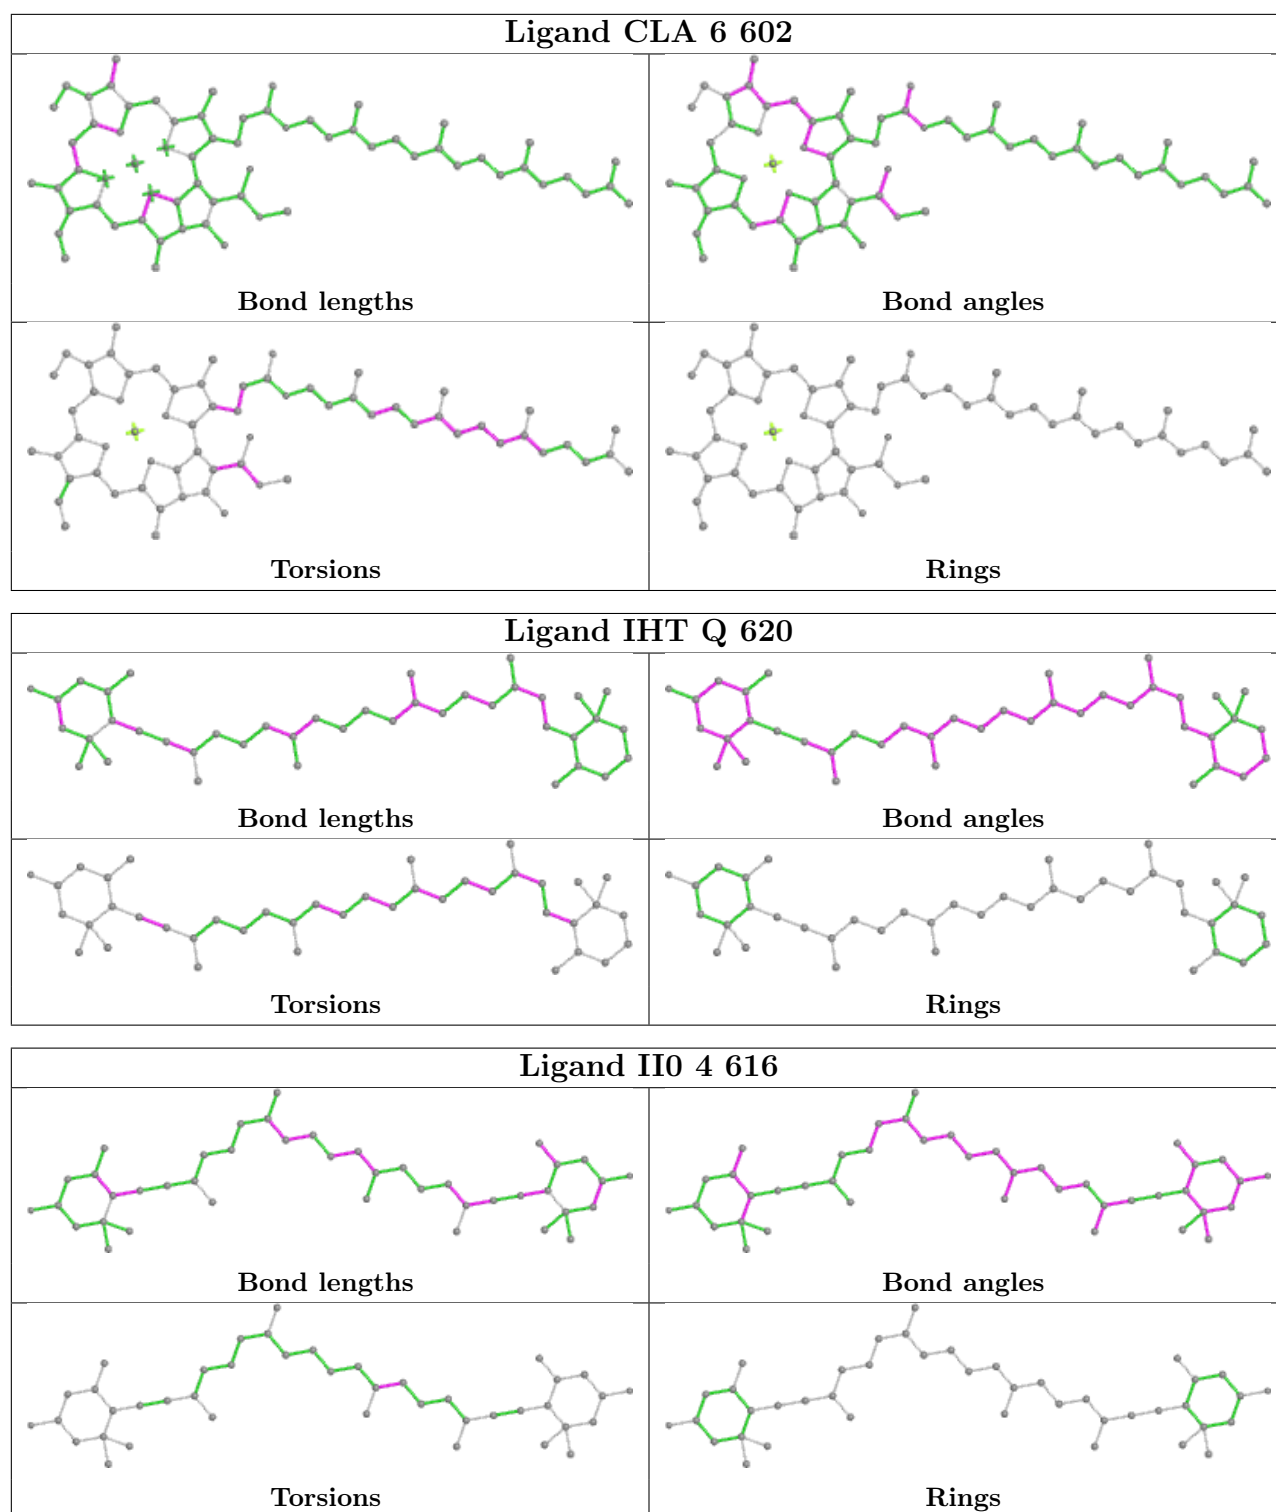 Ligand CLA 6 602
Bond lengths
Bond angles
Torsions
Rings
Ligand IHT Q 620
Bond lengths
Bond angles
Torsions
Rings
Ligand II0 4 616
Bond lengths
Bond angles
Torsions
Rings